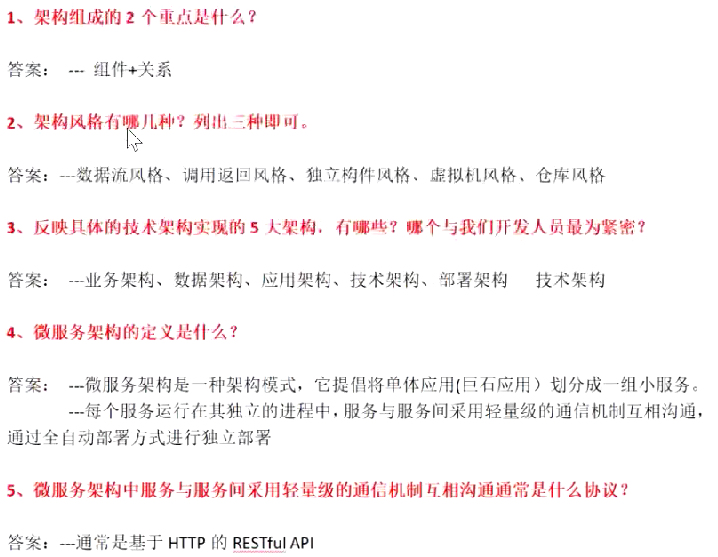 1、架构组成的 2 个重点是什么？
答案： --- 组件+关系
2、架构风格有哪几种？列出三种即可。
答案：---数据流风格、调用返回风格、独立构件风格、虚拟机风格、仓库风格
3、反映具体的技术架构实现的 5 大架构，有哪些？哪个与我们开发人员最为紧密？
答案： ---业务架构、数据架构、应用架构、技术架构、部署架构 技术架构
4、微服务架构的定义是什么？
答案： ---微服务架构是一种架构模式，它提倡将单体应用(巨石应用）划分成一组小服务。
---每个服务运行在其独立的进程中，服务与服务间采用轻量级的通信机制互相沟通，
通过全自动部署方式进行独立部署
5、微服务架构中服务与服务间采用轻量级的通信机制互相沟通通常是什么协议？
答案：---通常是基于 HTTP 的 RESTful API